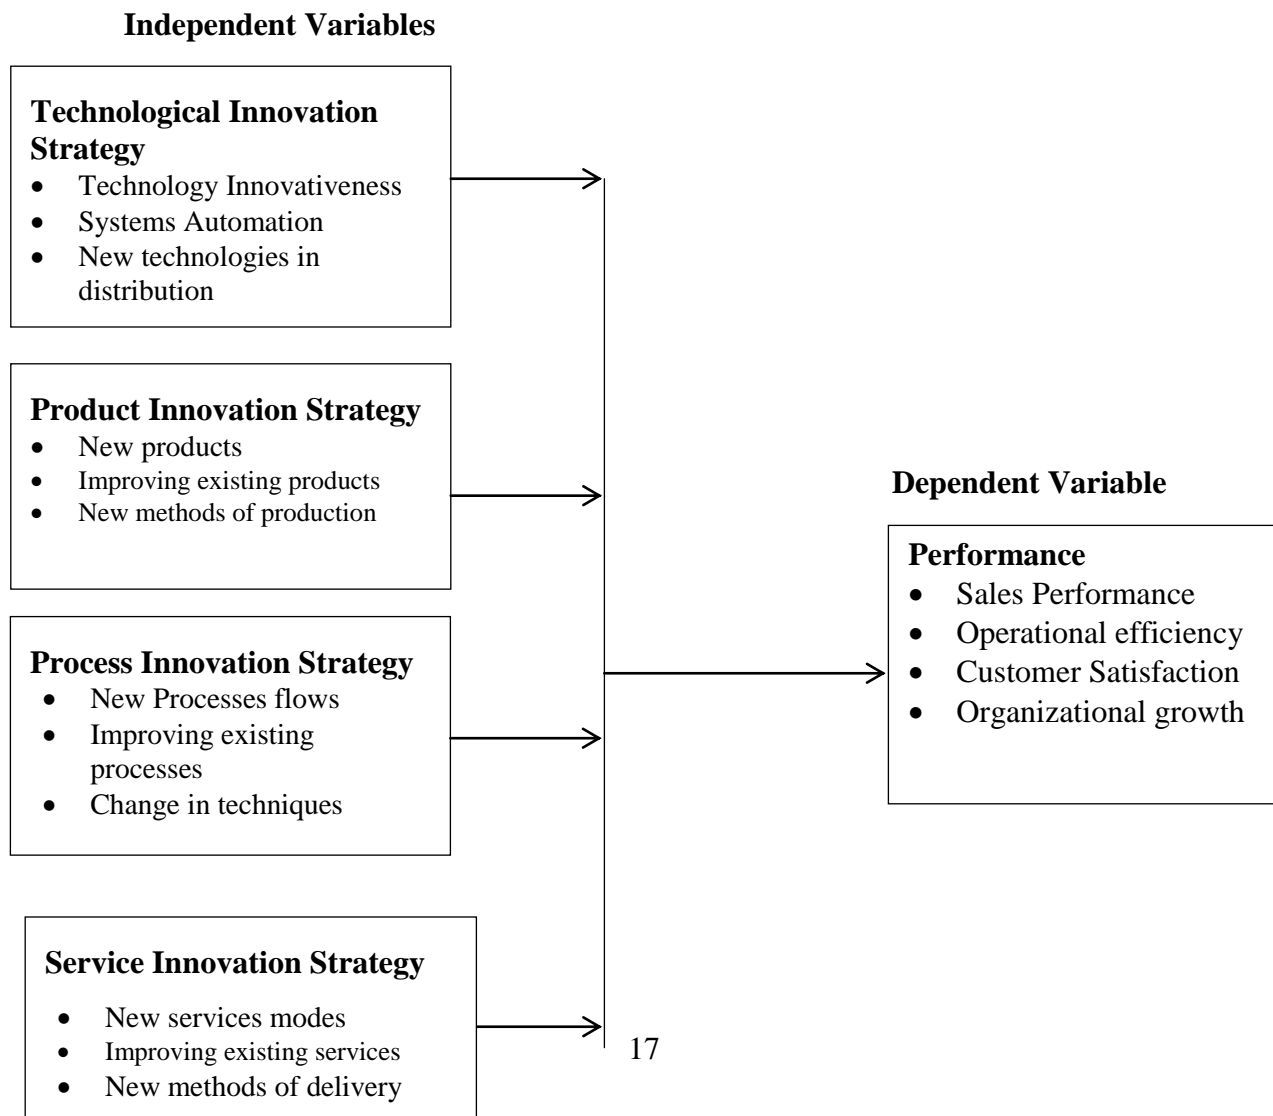 Independent Variables
Technological Innovation
Strategy
• Technology Innovativeness
• Systems Automation
• New technologies in
distribution
Product Innovation Strategy
• New products
• Improving existing products
• New methods of production
Process Innovation Strategy
• New Processes flows
• Improving existing
processes
• Change in techniques
Service Innovation Strategy
• New services modes
• Improving existing services
• New methods of delivery
Dependent Variable
Performance
• Sales Performance
• Operational efficiency
• Customer Satisfaction
• Organizational growth
17